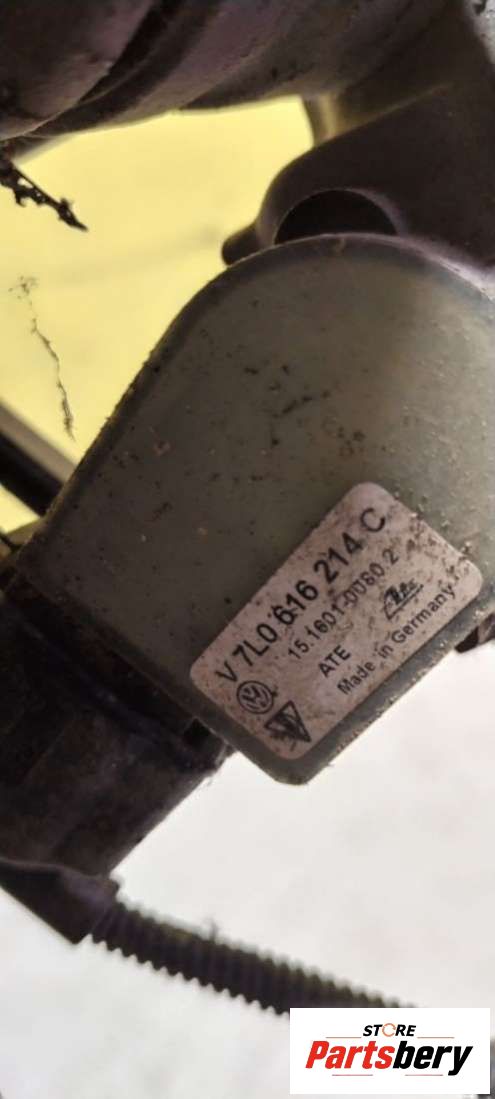 V 7L0 616 214 C
15.1601-0080.2
ATE
Made in Germany
STORE
Partsbery